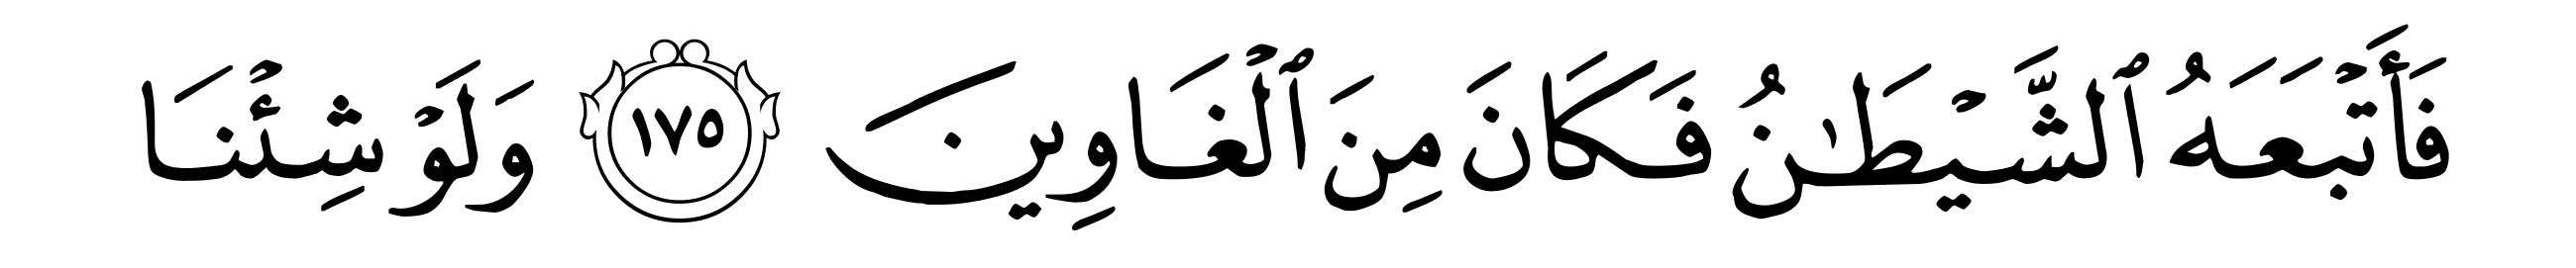 فَأَتۡبَعَهُ ٱلشَّيۡطَٰنُ فَكَانَ مِنَ ٱلۡغَاوِينَ ١٧٥ وَلَوۡ شِئۡنَا